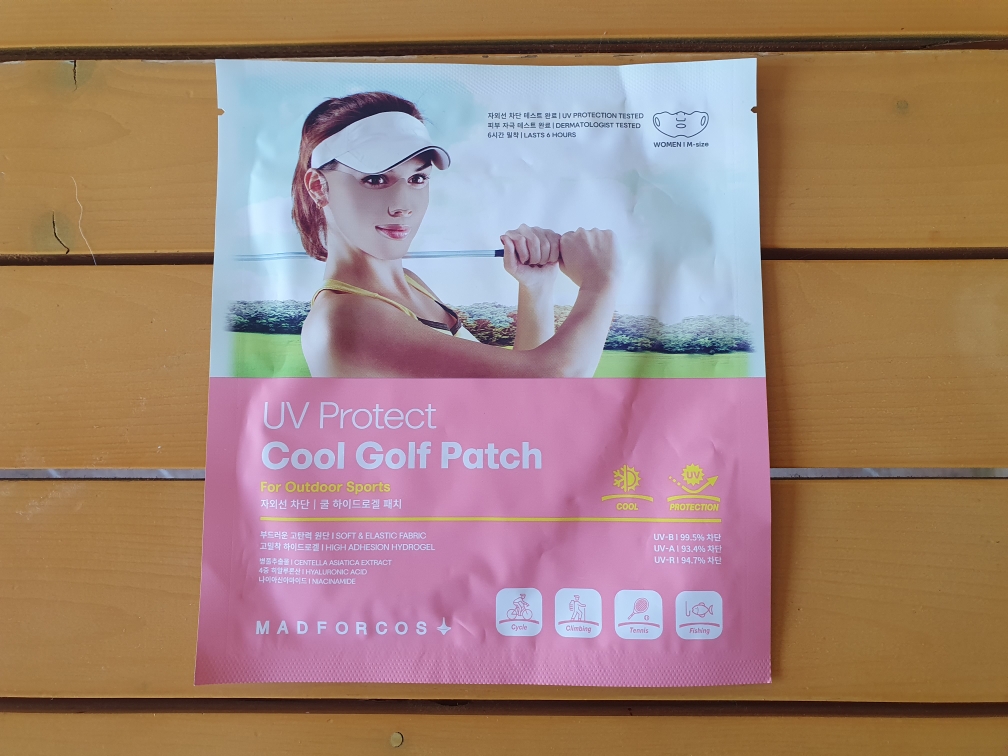 자외선 차단 테스트 완료 | UV PROTECTION TESTED
피부 자극 테스트 완료 | DERMATOLOGIST TESTED
6시간 밀착 | LASTS 6 HOURS
WOMEN | M-size
UV Protect
Cool Golf Patch
For Outdoor Sports
자외선 차단 | 쿨 하이드로겔 패치
COOL
UV
PROTECTION
부드러운 고탄력 원단 | SOFT & ELASTIC FABRIC
고밀착 하이드로겔 | HIGH ADHESION HYDROGEL
병풀추출물 | CENTELLA ASIATICA EXTRACT
4중 히알루론산 | HYALURONIC ACID
나이아신아마이드 | NIACINAMIDE
UV-B | 99.5% 차단
UV-A | 93.4% 차단
UV-R | 94.7% 차단
MADFORCOS
Cycle
Climbing
Tennis
Fishing